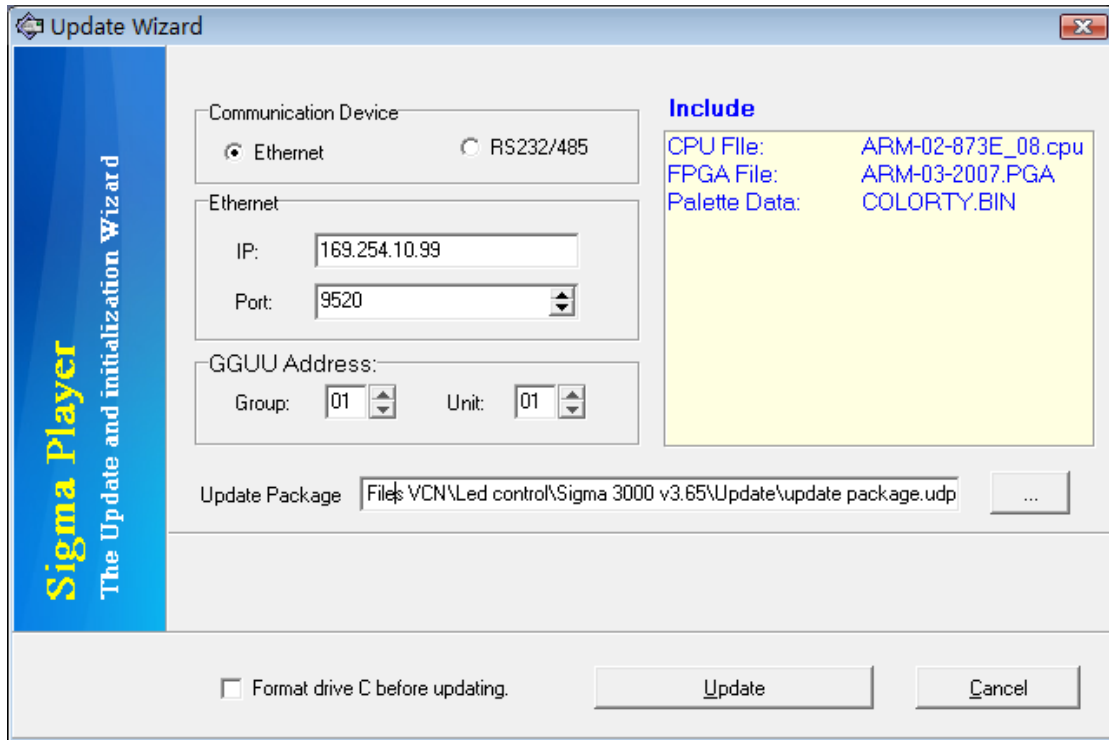 Update Wizard
Sigma Player
The Update and initialization Wizard
Communication Device
Ethernet
RS232/485
Ethernet
IP:
169.254.10.99
Port:
9520
GGUU Address:
Group:
01
Unit:
01
Include
CPU FIle: ARM-02-873E_08.cpu
FPGA File: ARM-03-2007.PGA
Palette Data: COLORTY.BIN
Update Package
Files VCN\Led control\Sigma 3000 v3.65\Update\update package.udp
...
Format drive C before updating.
Update
Cancel